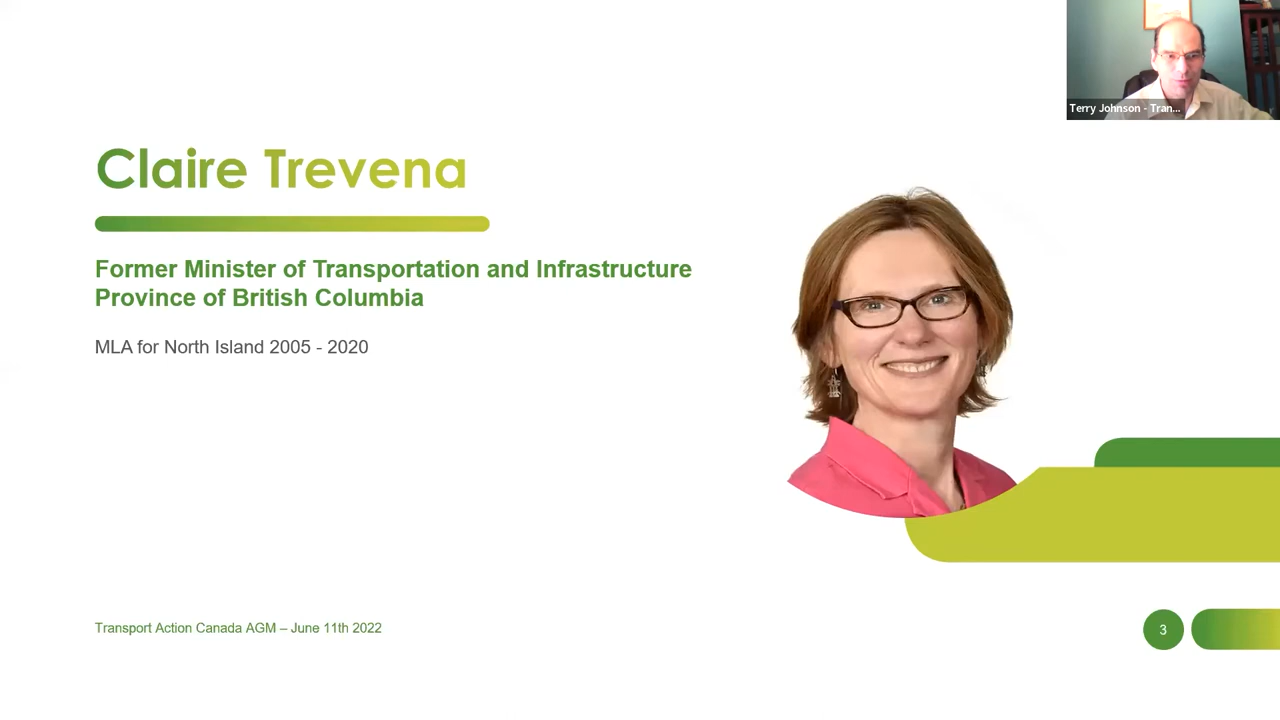 Terry Johnson - Tran...
Claire Trevena
Former Minister of Transportation and Infrastructure
Province of British Columbia
MLA for North Island 2005 - 2020
Transport Action Canada AGM – June 11th 2022
3